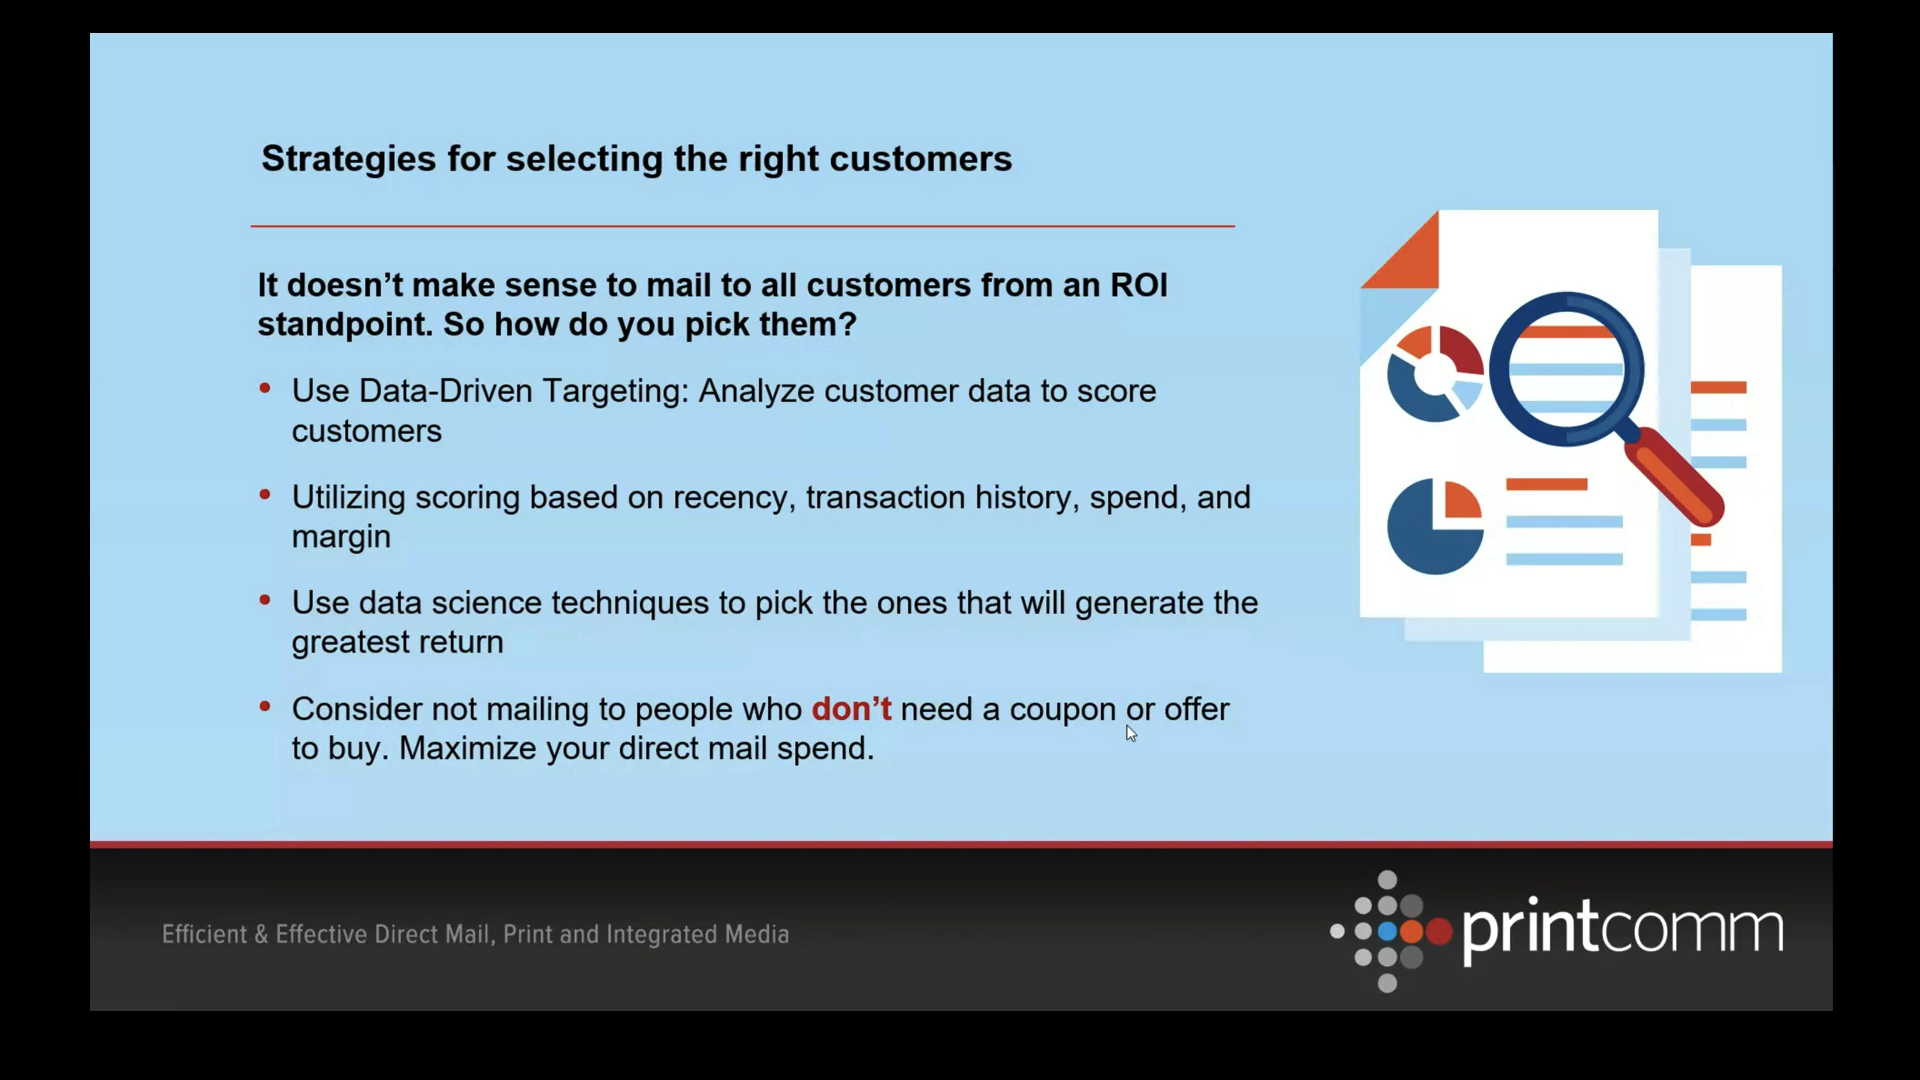 Strategies for selecting the right customers
It doesn’t make sense to mail to all customers from an ROI
standpoint. So how do you pick them?
• Use Data-Driven Targeting: Analyze customer data to score
customers
• Utilizing scoring based on recency, transaction history, spend, and
margin
• Use data science techniques to pick the ones that will generate the
greatest return
• Consider not mailing to people who don’t need a coupon or offer
to buy. Maximize your direct mail spend.
Efficient & Effective Direct Mail, Print and Integrated Media
printcomm